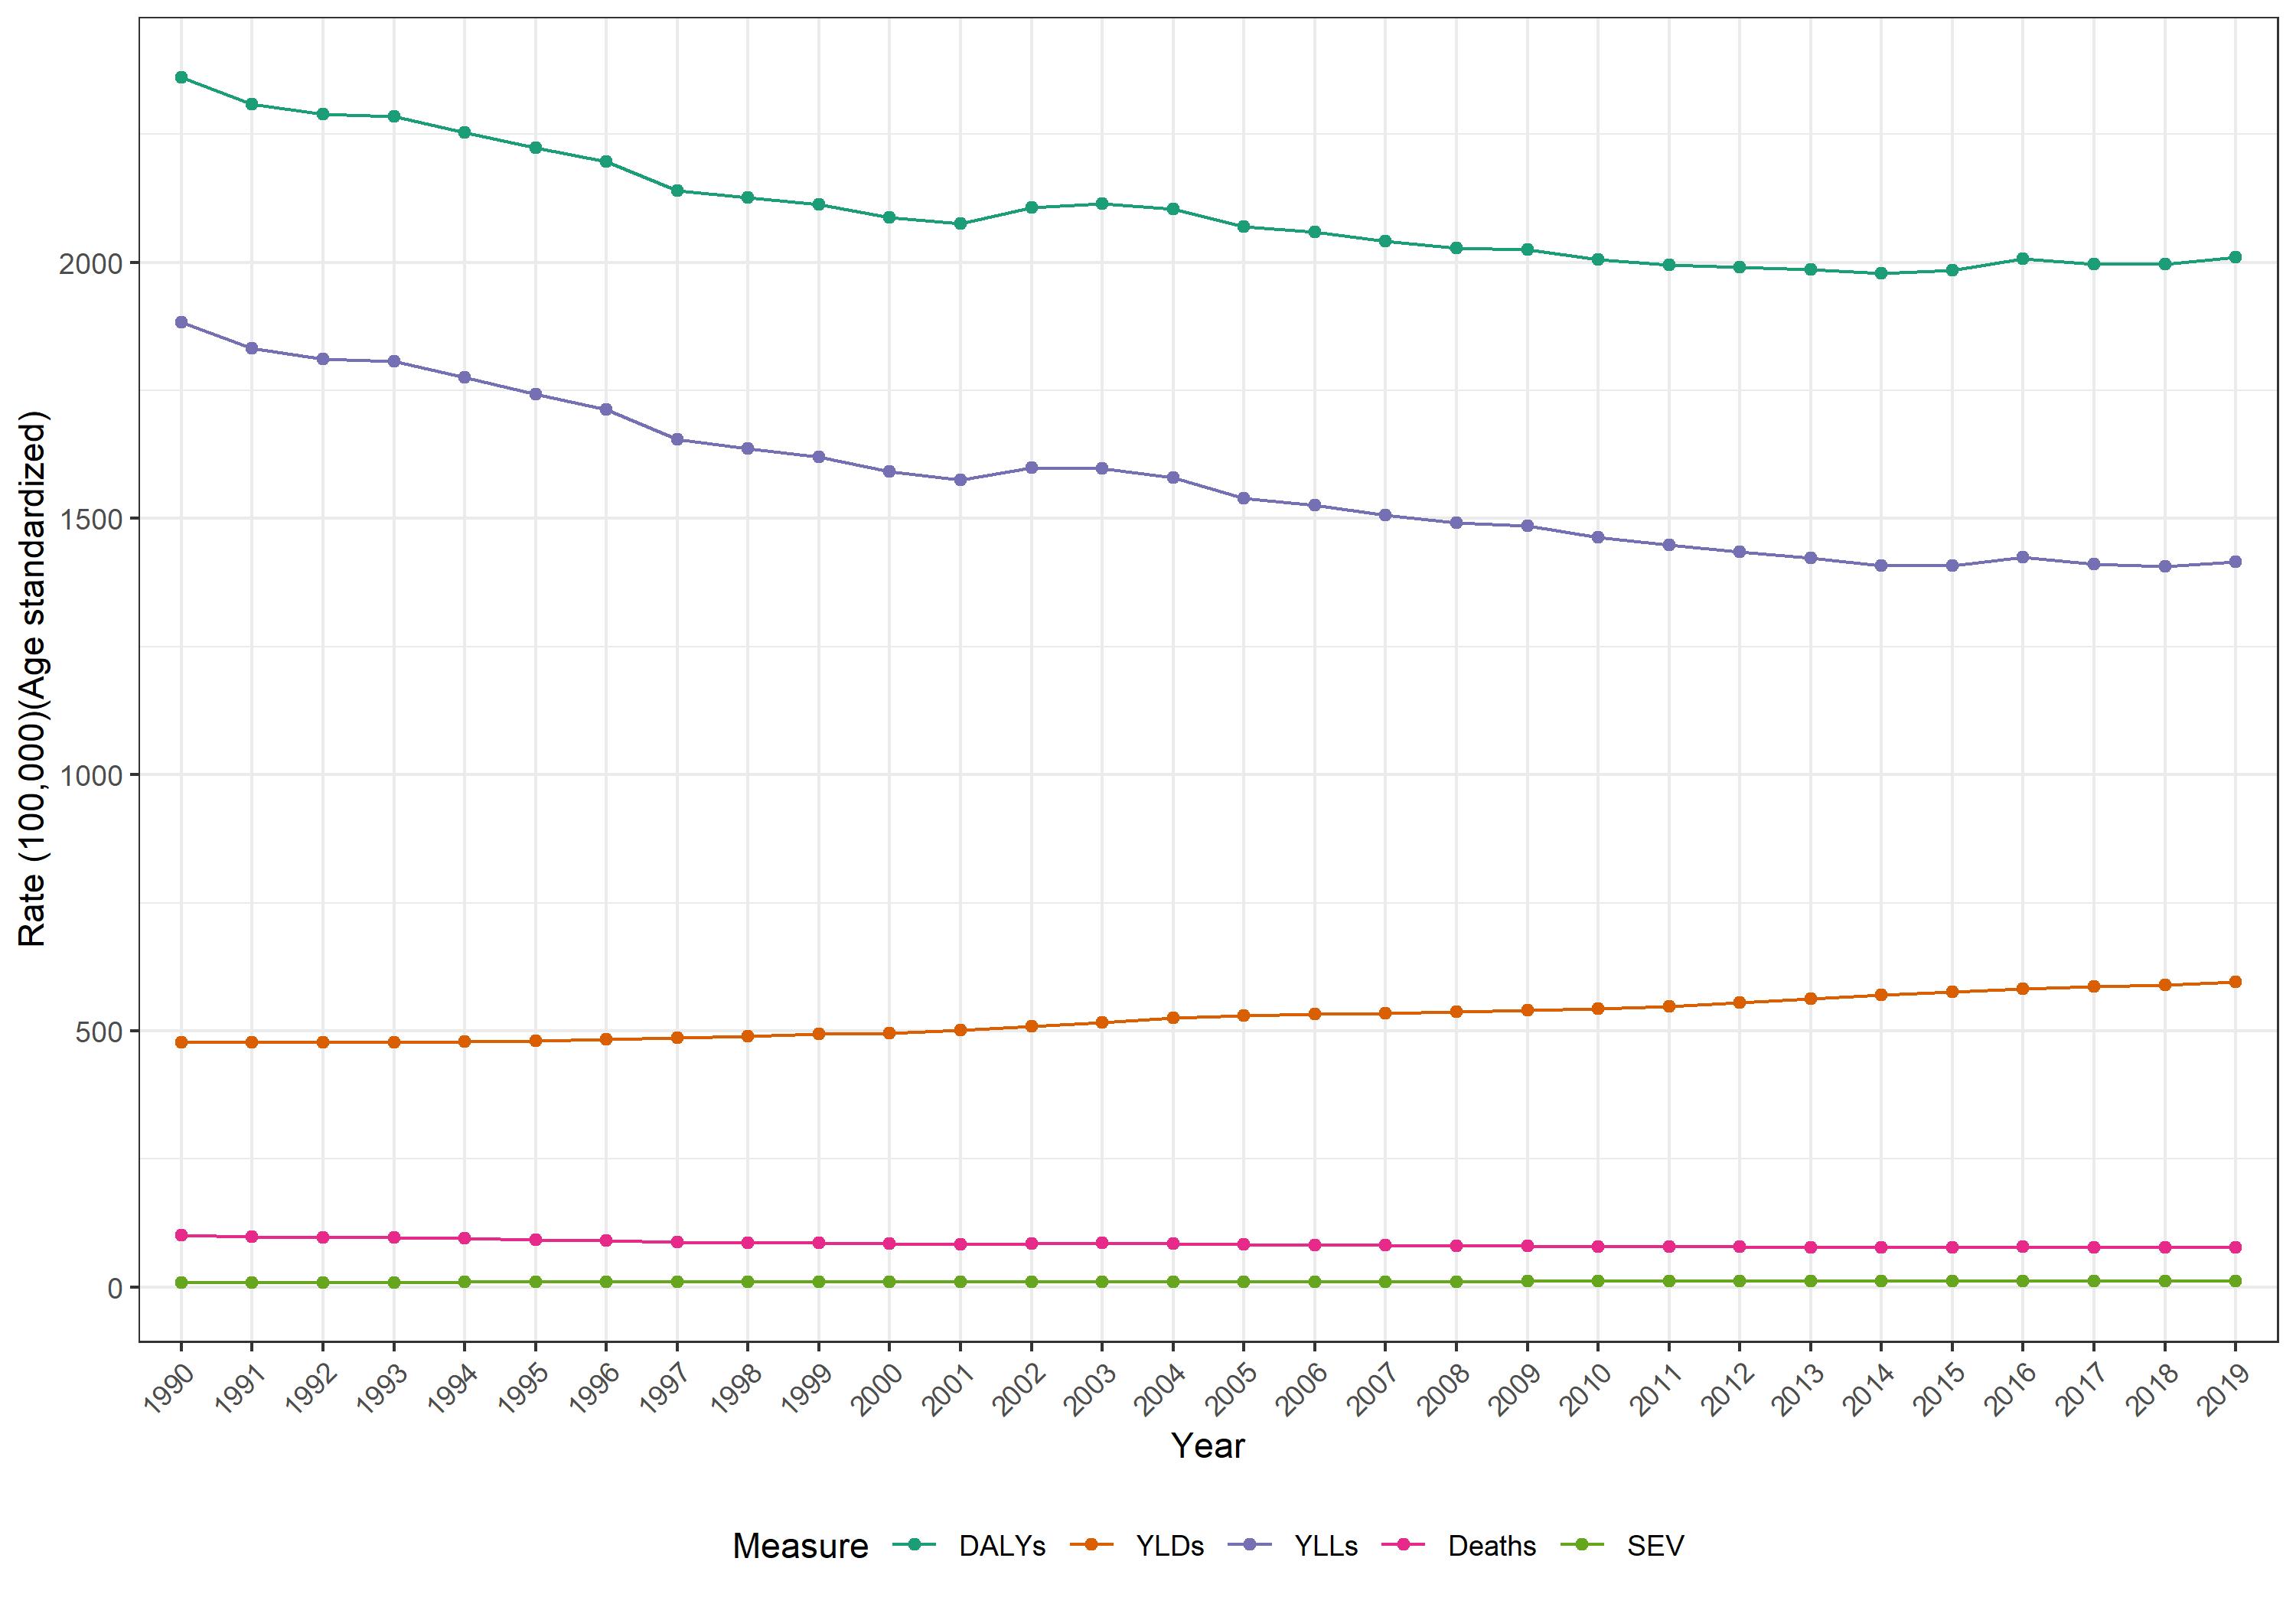 Rate (100,000)(Age standardized)
2000
1500
1000
500
0
1990 1991 1992 1993 1994 1995 1996 1997 1998 1999 2000 2001 2002 2003 2004 2005 2006 2007 2008 2009 2010 2011 2012 2013 2014 2015 2016 2017 2018 2019
Year
Measure DALYs YLDs YLLs Deaths SEV